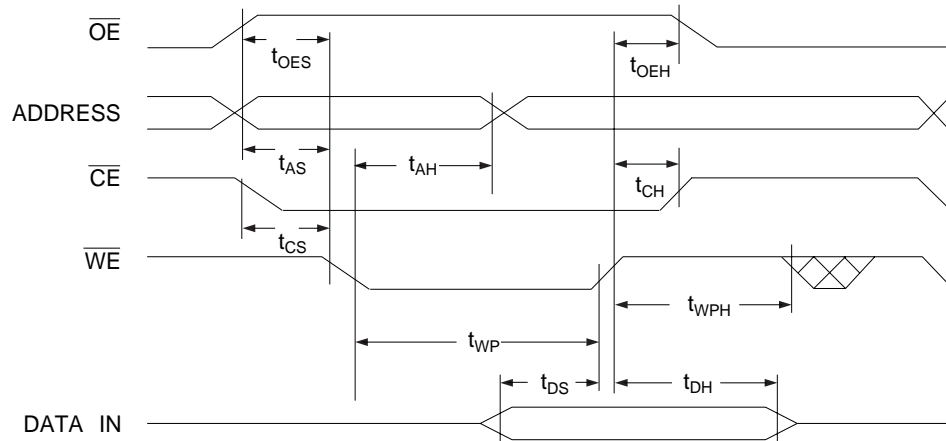 OE
tOES
tOEH
ADDRESS
tAS
tAH
tCH
CE
tCS
WE
tWPH
tWP
tDS
tDH
DATA IN